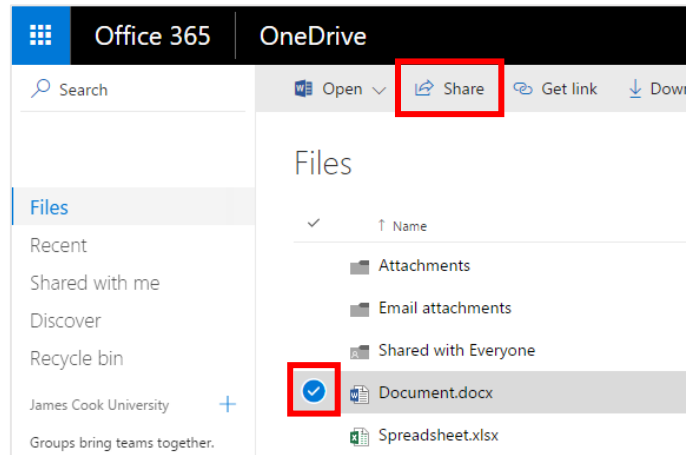 Office 365 OneDrive
Search
Open Share Get link Down
Files
Files
Recent
Shared with me
Discover
Recycle bin
James Cook University
Groups bring teams together.
Name
Attachments
Email attachments
Shared with Everyone
Document.docx
Spreadsheet.xlsx